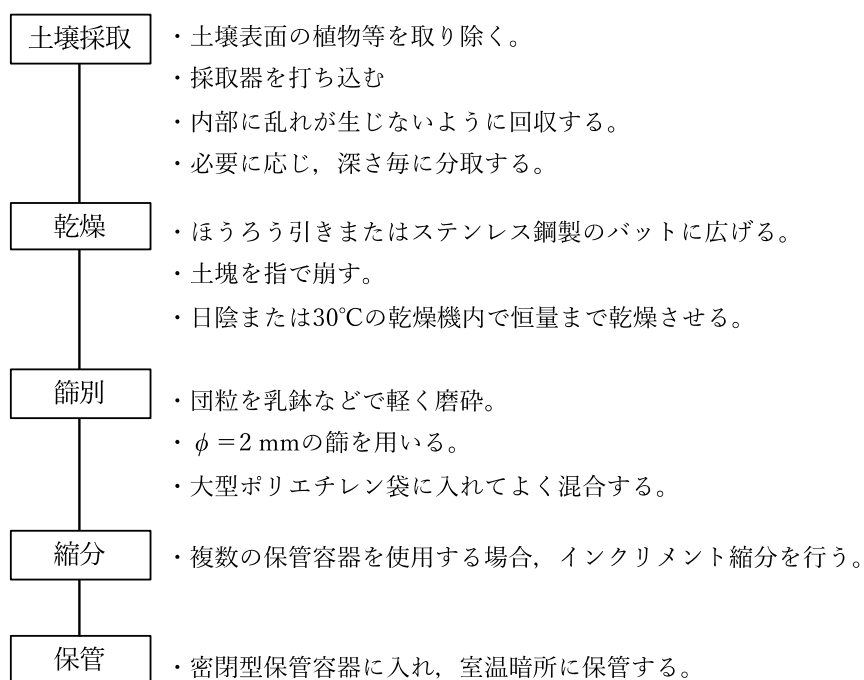 土壌採取
・土壌表面の植物等を取り除く。
・採取器を打ち込む
・内部に乱れが生じないように回収する。
・必要に応じ，深さ毎に分取する。
乾燥
・ほうろう引きまたはステンレス鋼製のバットに広げる。
・土塊を指で崩す。
・日陰または30℃の乾燥機内で恒量まで乾燥させる。
篩別
・団粒を乳鉢などで軽く磨砕。
・φ＝2 mmの篩を用いる。
・大型ポリエチレン袋に入れてよく混合する。
縮分
・複数の保管容器を使用する場合，インクリメント縮分を行う。
保管
・密閉型保管容器に入れ，室温暗所に保管する。